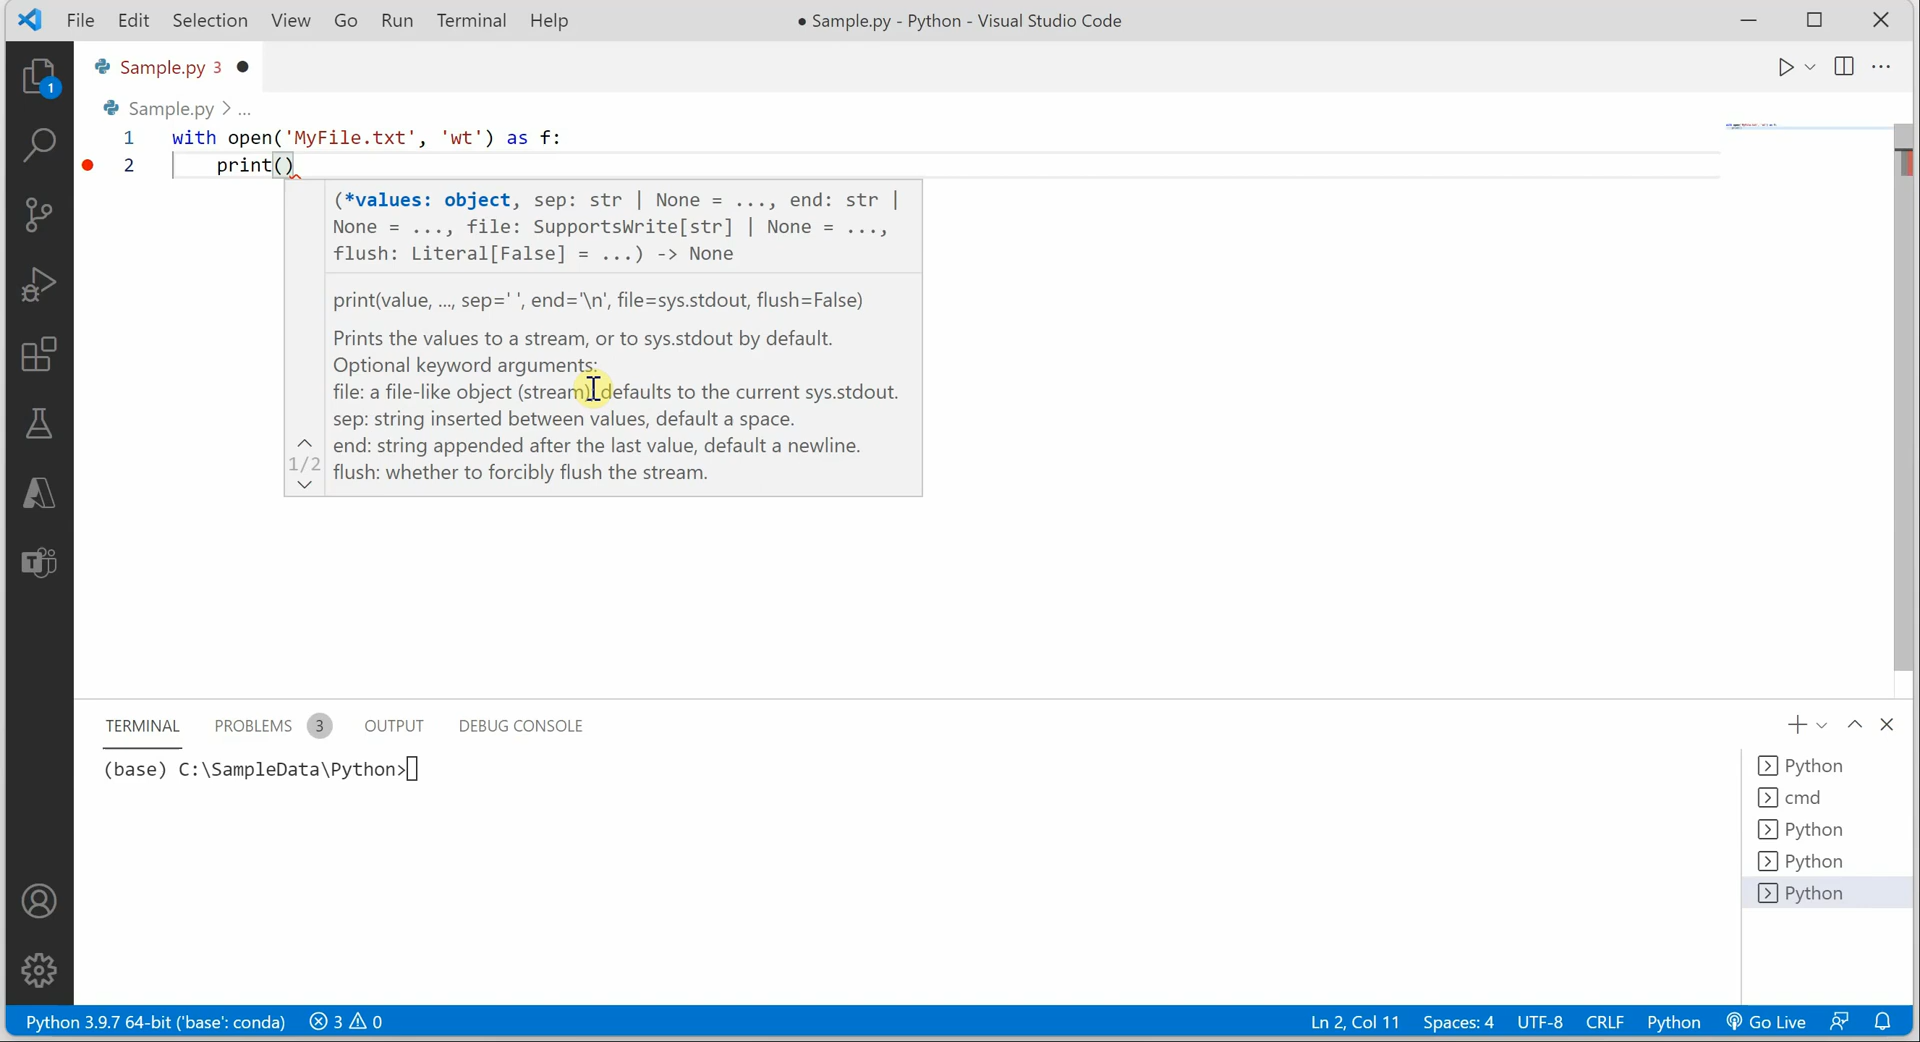 File Edit Selection View Go Run Terminal Help
● Sample.py - Python - Visual Studio Code
1
Sample.py 3 ●
Sample.py > ...
1 with open('MyFile.txt', 'wt') as f:
2 print()
(*values: object, sep: str | None = ..., end: str |
None = ..., file: SupportsWrite[str] | None = ...,
flush: Literal[False] = ...) -> None
print(value, ..., sep=' ', end='\n', file=sys.stdout, flush=False)
Prints the values to a stream, or to sys.stdout by default.
Optional keyword arguments:
file: a file-like object (stream); defaults to the current sys.stdout.
sep: string inserted between values, default a space.
end: string appended after the last value, default a newline.
1/2
flush: whether to forcibly flush the stream.
T
TERMINAL PROBLEMS 3 OUTPUT DEBUG CONSOLE
(base) C:\SampleData\Python>
Python
cmd
Python
Python
Python
Python 3.9.7 64-bit ('base': conda) 3 0
Ln 2, Col 11 Spaces: 4 UTF-8 CRLF Python Go Live